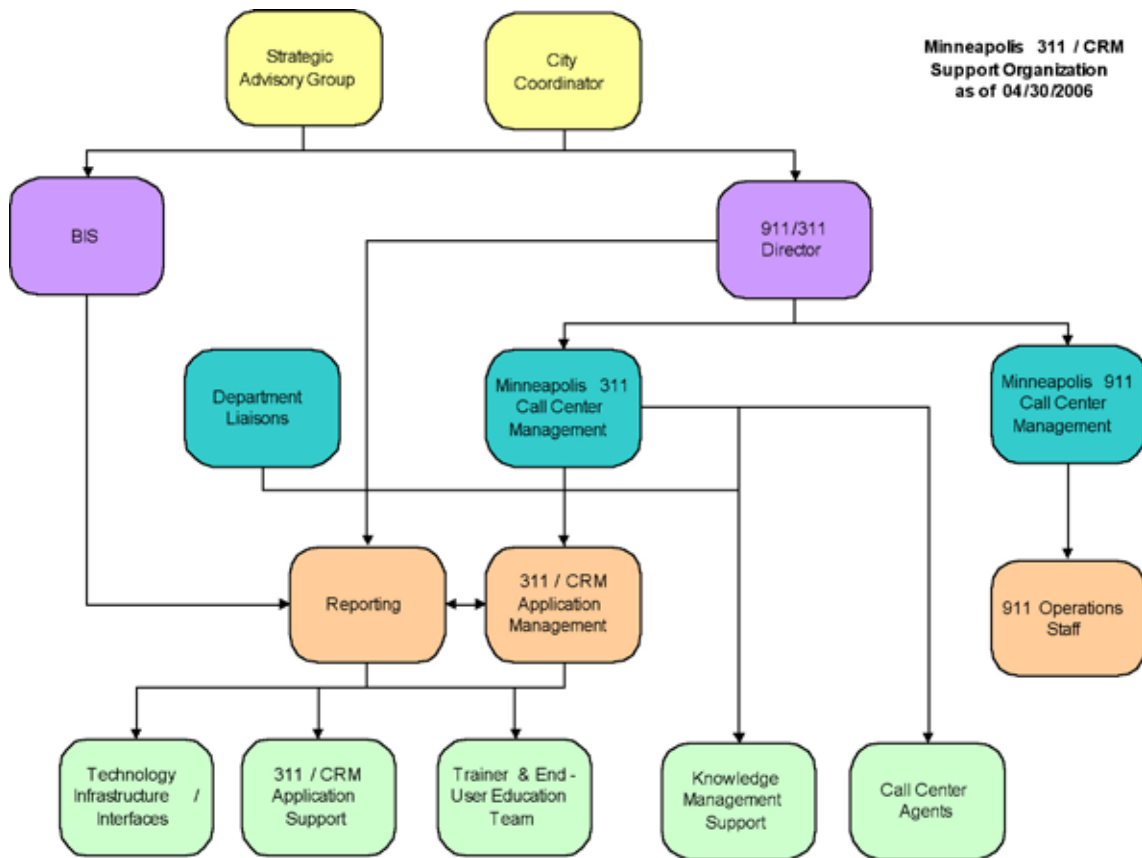 Strategic
Advisory Group
City
Coordinator
Minneapolis 311 / CRM
Support Organization
as of 04/30/2006
BIS
911/311
Director
Department
Liaisons
Minneapolis 311
Call Center
Management
Minneapolis 911
Call Center
Management
Reporting
311 / CRM
Application
Management
911 Operations
Staff
Technology
Infrastructure /
Interfaces
311 / CRM
Application
Support
Trainer & End -
User Education
Team
Knowledge
Management
Support
Call Center
Agents